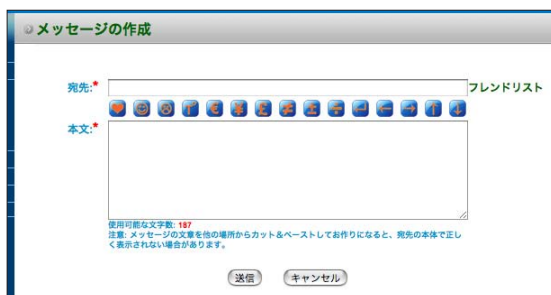 メッセージの作成
宛先:*
フレンドリスト
本文:*
使用可能な文字数: 187
注意: メッセージの文章を他の場所からカット＆ペーストしてお作りになると、宛先の本体で正し
く表示されない場合があります。
送信 キャンセル